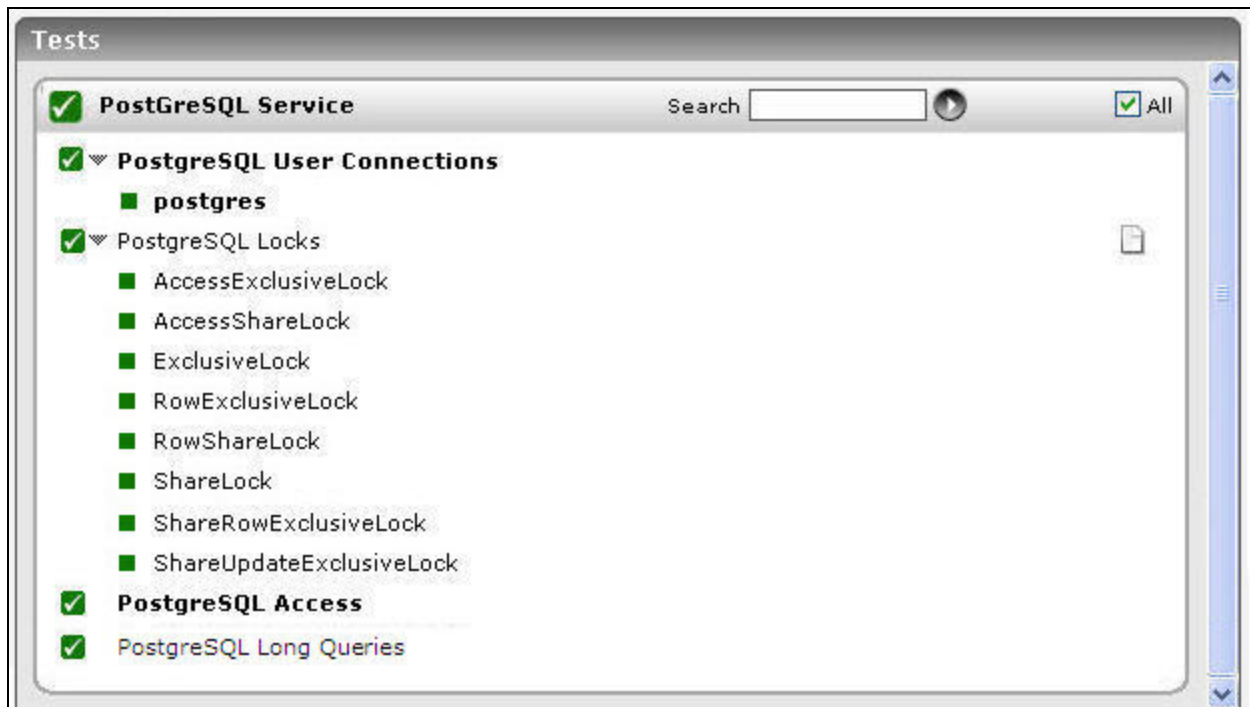 Tests
PostGreSQL Service Search All
PostgreSQL User Connections
postgres
PostgreSQL Locks
AccessExclusiveLock
AccessShareLock
ExclusiveLock
RowExclusiveLock
RowShareLock
ShareLock
ShareRowExclusiveLock
ShareUpdateExclusiveLock
PostgreSQL Access
PostgreSQL Long Queries